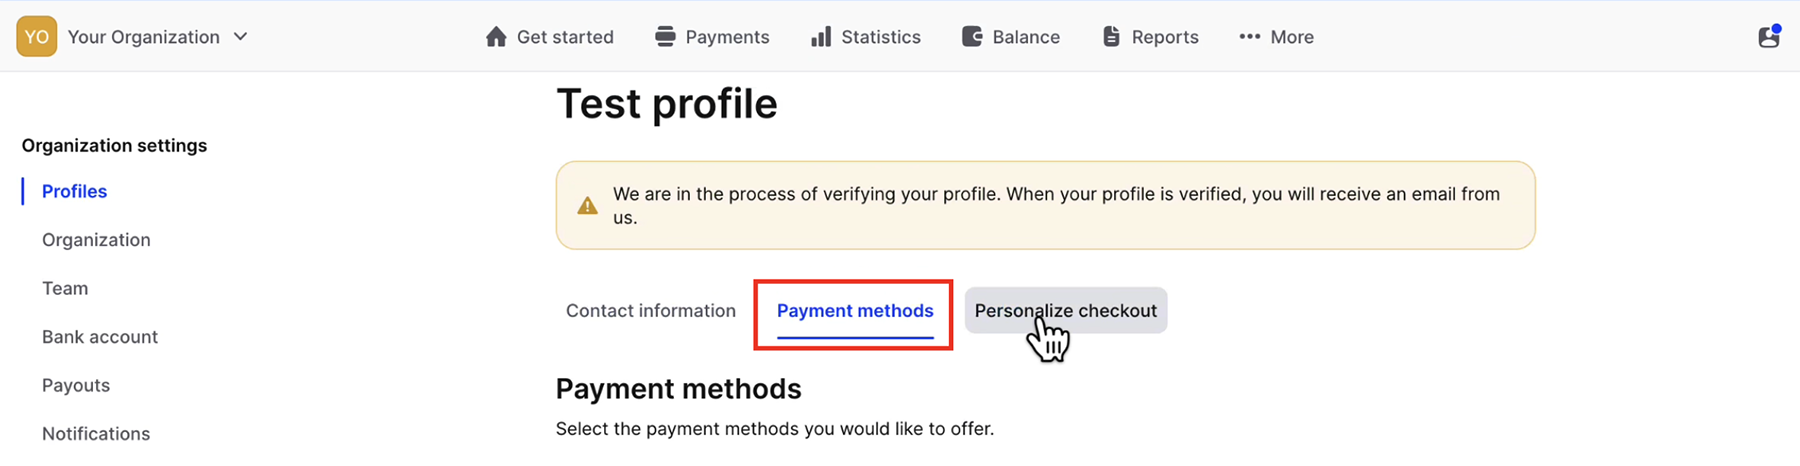 YO Your Organization
Get started
Payments
Statistics
Balance
Reports
More
Test profile
Organization settings
Profiles
Organization
Team
Bank account
Payouts
Notifications
We are in the process of verifying your profile. When your profile is verified, you will receive an email from
us.
Contact information
Payment methods
Personalize checkout
Payment methods
Select the payment methods you would like to offer.